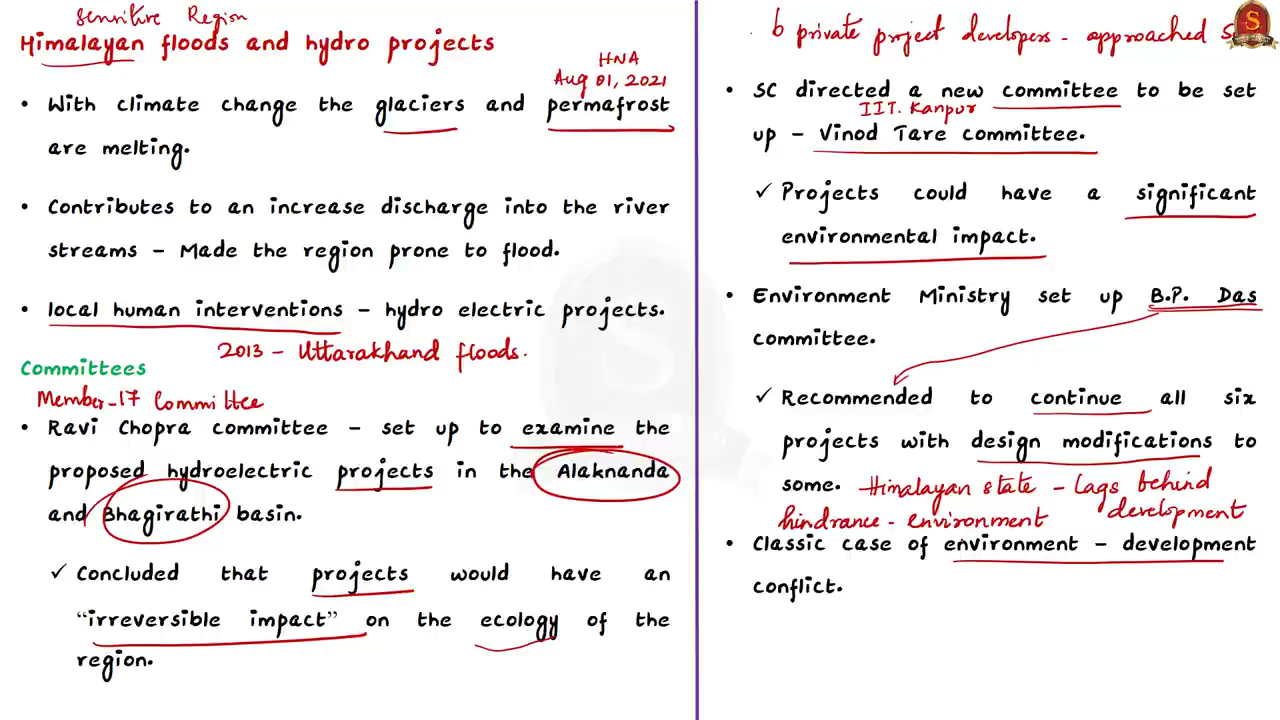 Sensitive Region
Himalayan floods and hydro projects
HNA
Aug 01, 2021
• With climate change the glaciers and permafrost
are melting.
• Contributes to an increase discharge into the river
streams – Made the region prone to flood.
• local human interventions – hydro electric projects.
2013 - Uttarakhand floods.
Committees
Member-17 Committee
• Ravi Chopra committee – set up to examine the
proposed hydroelectric projects in the Alaknanda
and Bhagirathi basin.
✓ Concluded that projects would have an
“irreversible impact” on the ecology of the
region.
6 private project developers - approached S
• SC directed a new committee to be set
IIT. Kanpur
up – Vinod Tare committee.
✓ Projects could have a significant
environmental impact.
• Environment Ministry set up B.P. Das
committee.
✓ Recommended to continue all six
projects with design modifications to
some. - Himalayan state - Lags behind
development
hindrance - environment
• Classic case of environment – development
conflict.
S